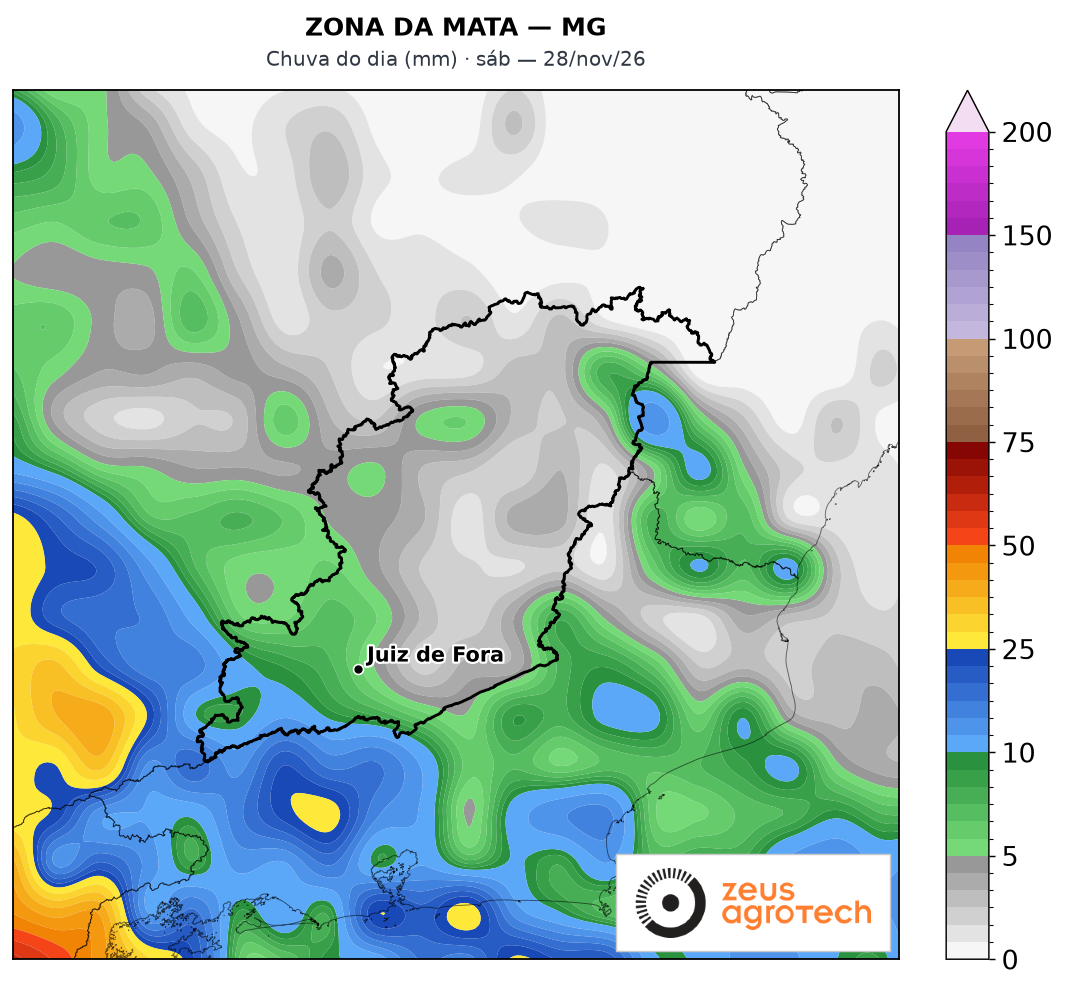 ZONA DA MATA — MG
Chuva do dia (mm) · sáb — 28/nov/26
200
150
100
75
50
25
10
5
0
Juiz de Fora
zeus
agrotech